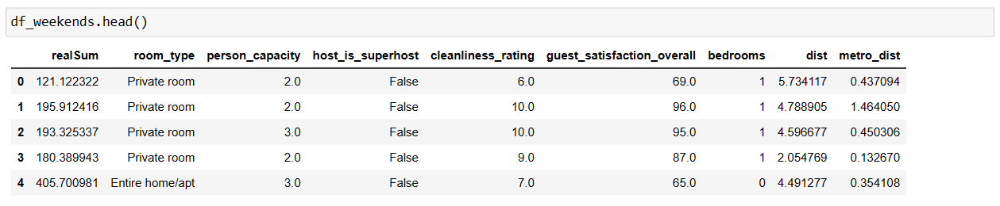 df_weekends.head()
realSum room_type person_capacity host_is_superhost cleanliness_rating guest_satisfaction_overall bedrooms dist metro_dist
0 121.122322 Private room 2.0 False 6.0 69.0 1 5.734117 0.437094
1 195.912416 Private room 2.0 False 10.0 96.0 1 4.788905 1.464050
2 193.325337 Private room 3.0 False 10.0 95.0 1 4.596677 0.450306
3 180.389943 Private room 2.0 False 9.0 87.0 1 2.054769 0.132670
4 405.700981 Entire home/apt 3.0 False 7.0 65.0 0 4.491277 0.354108